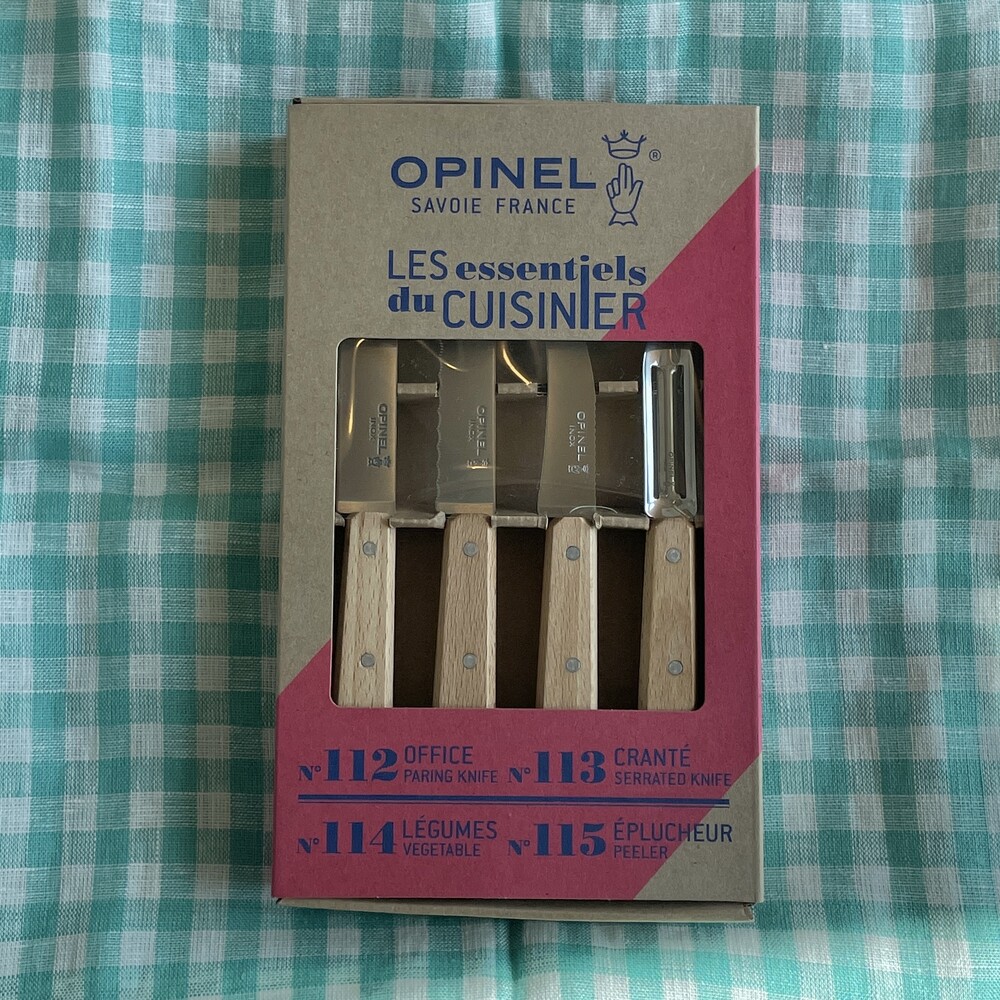 OPINEL ®
SAVOIE FRANCE
LES essentiels
du CUISINIER
OPINEL
INOX
OPINEL
INOX
OPINEL
INOX
N° 112 OFFICE
PARING KNIFE
N° 113 CRANTÉ
SERRATED KNIFE
N° 114 LÉGUMES
VEGETABLE
N° 115 ÉPLUCHEUR
PEELER